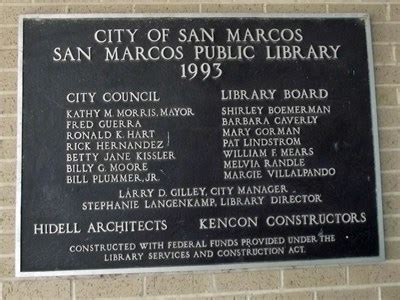 CITY OF SAN MARCOS
SAN MARCOS PUBLIC LIBRARY
1993
CITY COUNCIL
KATHY M. MORRIS, MAYOR
FRED GUERRA
RONALD K. HART
RICK HERNANDEZ
BETTY JANE KISSLER
BILLY G. MOORE
BILL PLUMMER, JR.
LIBRARY BOARD
SHIRLEY BOEMERMAN
BARBARA CAVERLY
MARY GORMAN
PAT LINDSTROM
WILLIAM F. MEARS
MELVIA RANDLE
MARGIE VILLALPANDO
LARRY D. GILLEY, CITY MANAGER
STEPHANIE LANGENKAMP, LIBRARY DIRECTOR
HIDELL ARCHITECTS KENCON CONSTRUCTORS
CONSTRUCTED WITH FEDERAL FUNDS PROVIDED UNDER THE
LIBRARY SERVICES AND CONSTRUCTION ACT.